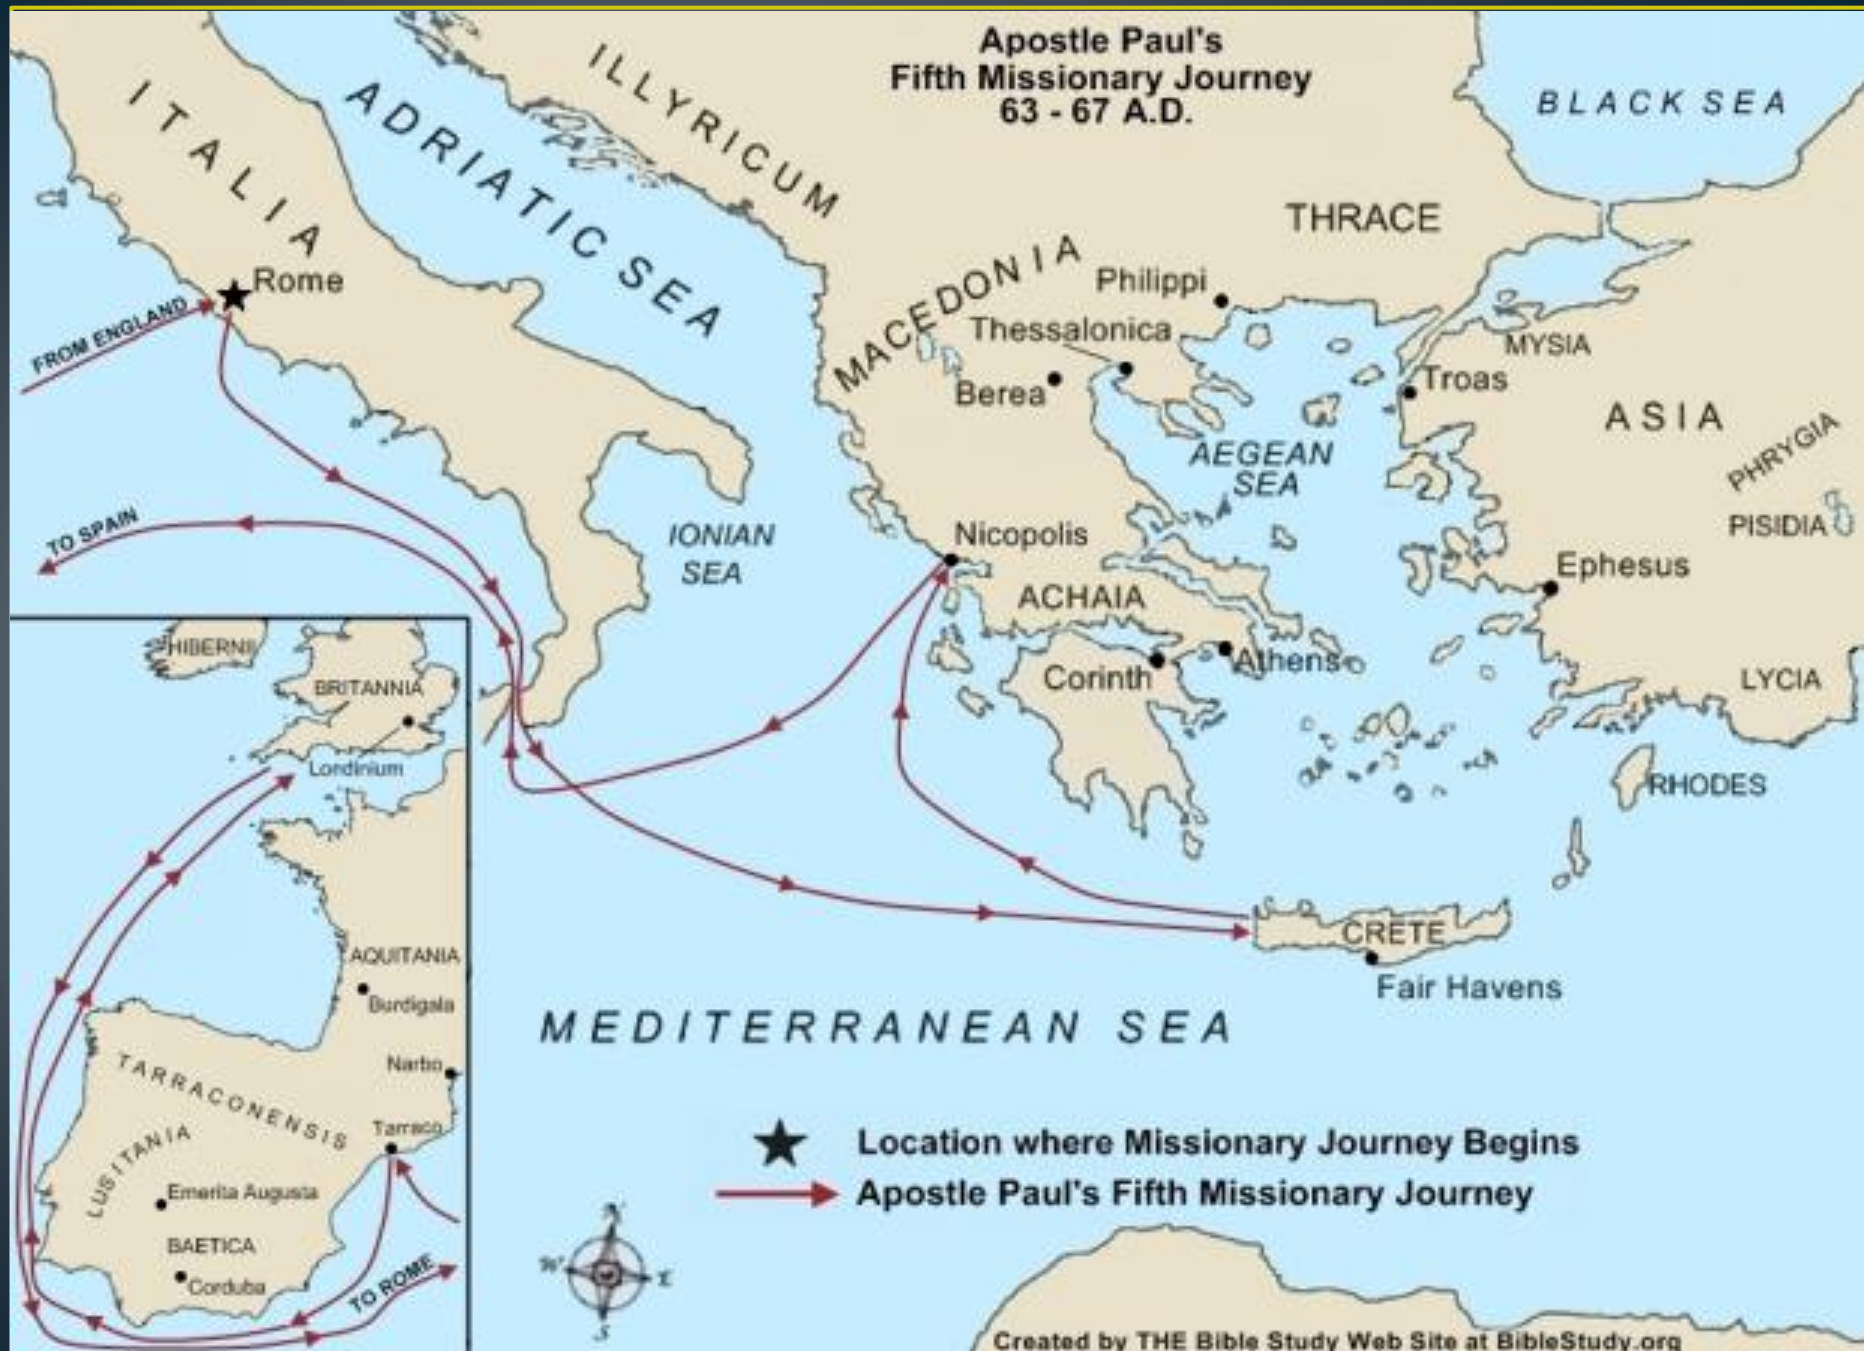 Apostle Paul's
Fifth Missionary Journey
63 - 67 A.D.
ITALIA
ADRIATIC SEA
ILLYRICUM
BLACK SEA
THRACE
MACEDONIA
Philippi
Rome
FROM ENGLAND
Thessalonica
Berea
MYSIA
Troas
ASIA
PHRYGIA
PISIDIA
AEGEAN
SEA
TO SPAIN
IONIAN
SEA
Nicopolis
ACHAIA
Ephesus
Corinth
Athens
LYCIA
RHODES
CRETE
Fair Havens
MEDITERRANEAN SEA
HIBERNII
BRITANNIA
Lordinium
AQUITANIA
Burdigala
Narbo
TARRACONENSIS
Tarraco
LUSITANIA
Emerita Augusta
BAETICA
Corduba
TO ROME
Location where Missionary Journey Begins
Apostle Paul's Fifth Missionary Journey
N
W
E
S
Created by THE Bible Study Web Site at BibleStudy.org